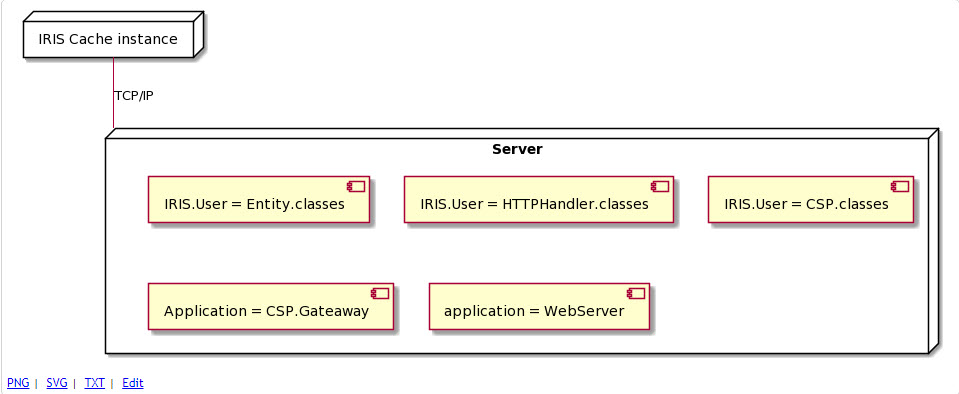 IRIS Cache instance
TCP/IP
Server
IRIS.User = Entity.classes
IRIS.User = HTTPHandler.classes
IRIS.User = CSP.classes
Application = CSP.Gateaway
application = WebServer
PNG | SVG | TXT | Edit